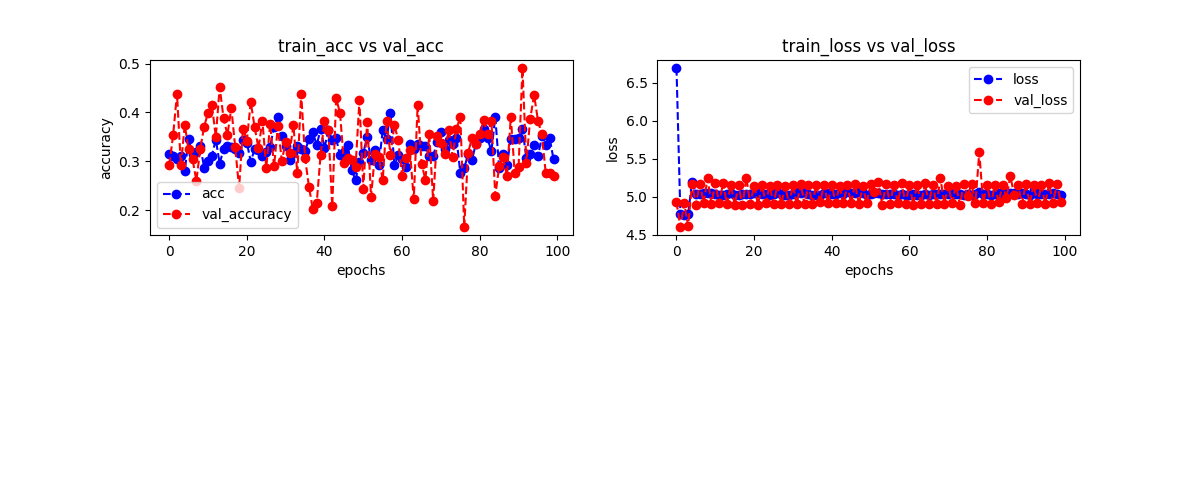 train_acc vs val_acc
accuracy
0.5
0.4
0.3
0.2
acc
val_accuracy
0 20 40 60 80 100
epochs
train_loss vs val_loss
loss
6.5
6.0
5.5
5.0
4.5
loss
val_loss
0 20 40 60 80 100
epochs